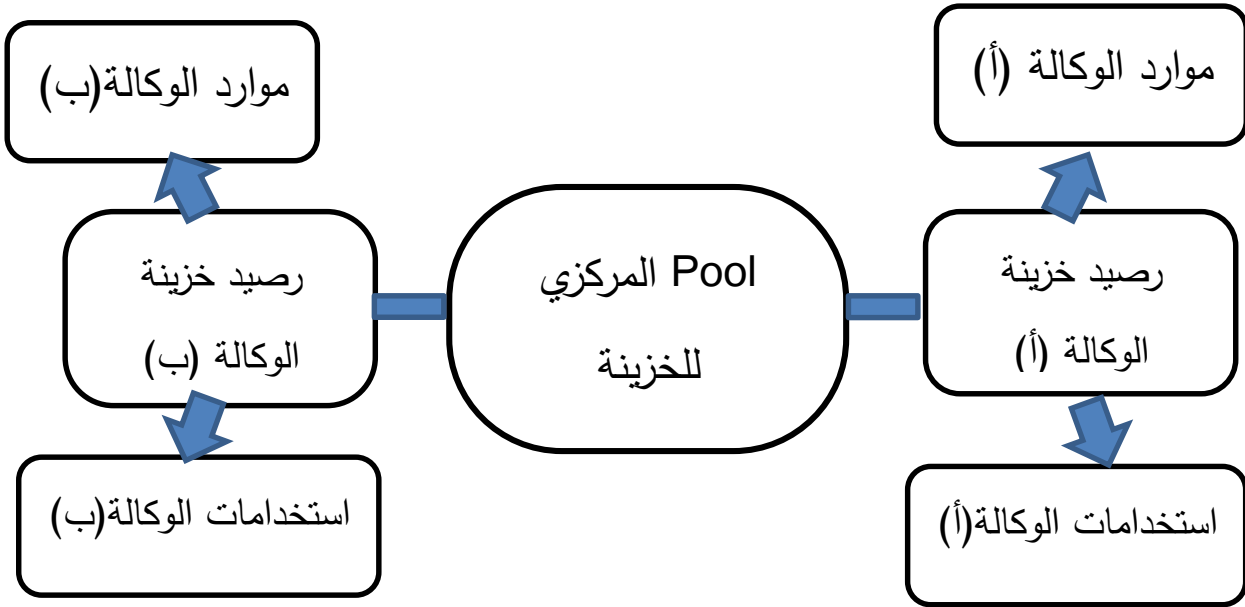 موارد الوكالة (أ)
موارد الوكالة(ب)
رصيد خزينة
الوكالة (أ)
Pool المركزي
للخزينة
رصيد خزينة
الوكالة (ب)
استخدامات الوكالة(أ)
استخدامات الوكالة(ب)